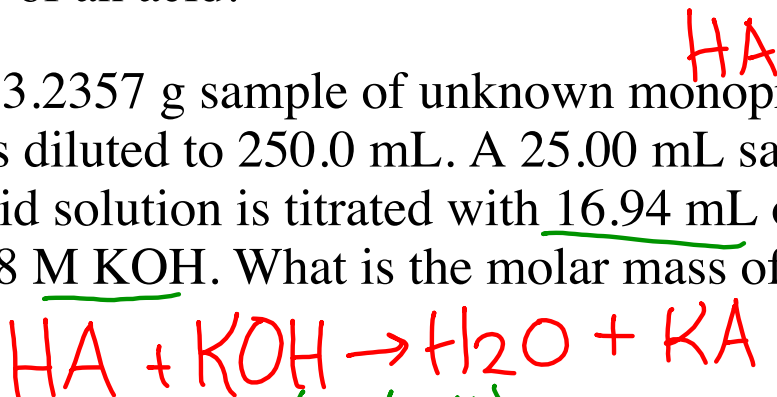 HA
3.2357 g sample of unknown monop
s diluted to 250.0 mL. A 25.00 mL sa
id solution is titrated with 16.94 mL
8 M KOH. What is the molar mass of
HA + KOH → H2O + KA